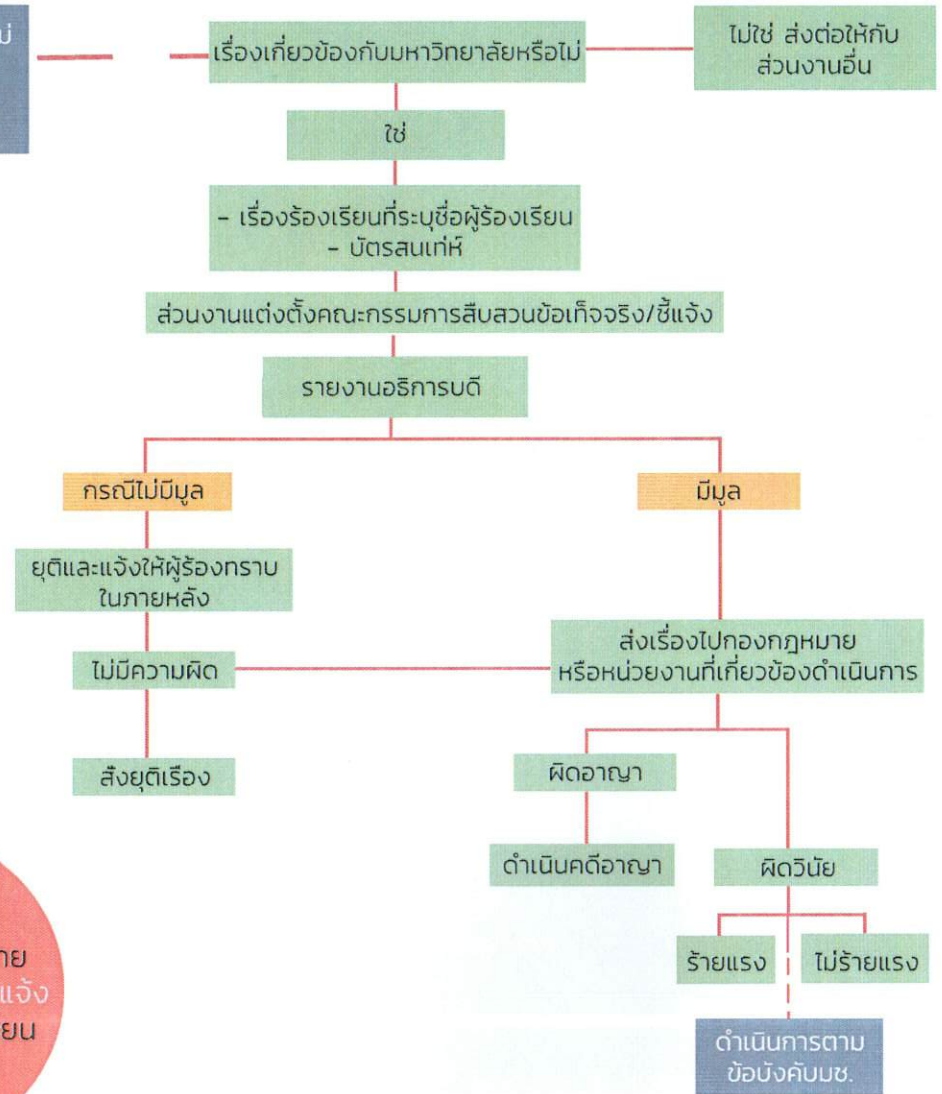 เรื่องเกี่ยวข้องกับมหาวิทยาลัยหรือไม่
ไม่ใช่ ส่งต่อให้กับ
ส่วนงานอื่น
ใช่
- เรื่องร้องเรียนที่ระบุชื่อผู้ร้องเรียน
- บัตรสนเท่ห์
ส่วนงานแต่งตั้งคณะกรรมการสืบสวนข้อเท็จจริง/ชี้แจ้ง
รายงานอธิการบดี
กรณีไม่มีมูล
มีมูล
ยุติและแจ้งให้ผู้ร้องทราบ
ในภายหลัง
ส่งเรื่องไปกองกฎหมาย
หรือหน่วยงานที่เกี่ยวข้องดำเนินการ
ไม่มีความผิด
สั่งยุติเรื่อง
ผิดอาญา
ดำเนินคดีอาญา
ผิดวินัย
ร้ายแรง
ไม่ร้ายแรง
แจ้ง
ดำเนินการตาม
ข้อบังคับมช.